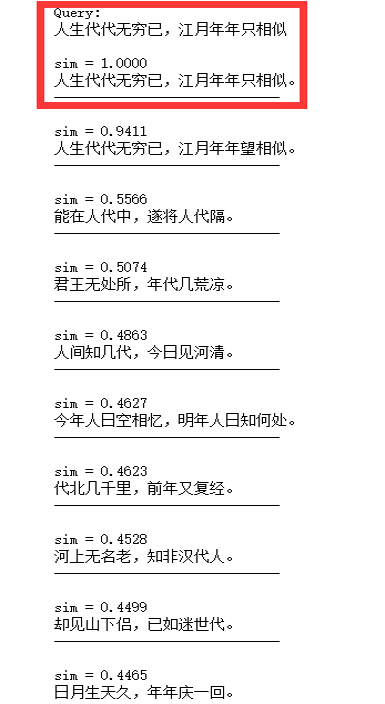 Query:
人生代代无穷已，江月年年只相似
sim = 1.0000
人生代代无穷已，江月年年只相似。
sim = 0.9411
人生代代无穷已，江月年年望相似。
sim = 0.5566
能在人代中，遂将人代隔。
sim = 0.5074
君王无处所，年代几荒凉。
sim = 0.4863
人间知几代，今日见河清。
sim = 0.4627
今年人日空相忆，明年人日知何处。
sim = 0.4623
代北几千里，前年又复经。
sim = 0.4528
河上无名老，知非汉代人。
sim = 0.4499
却见山下侣，已如迷世代。
sim = 0.4465
日月生天久，年年庆一回。